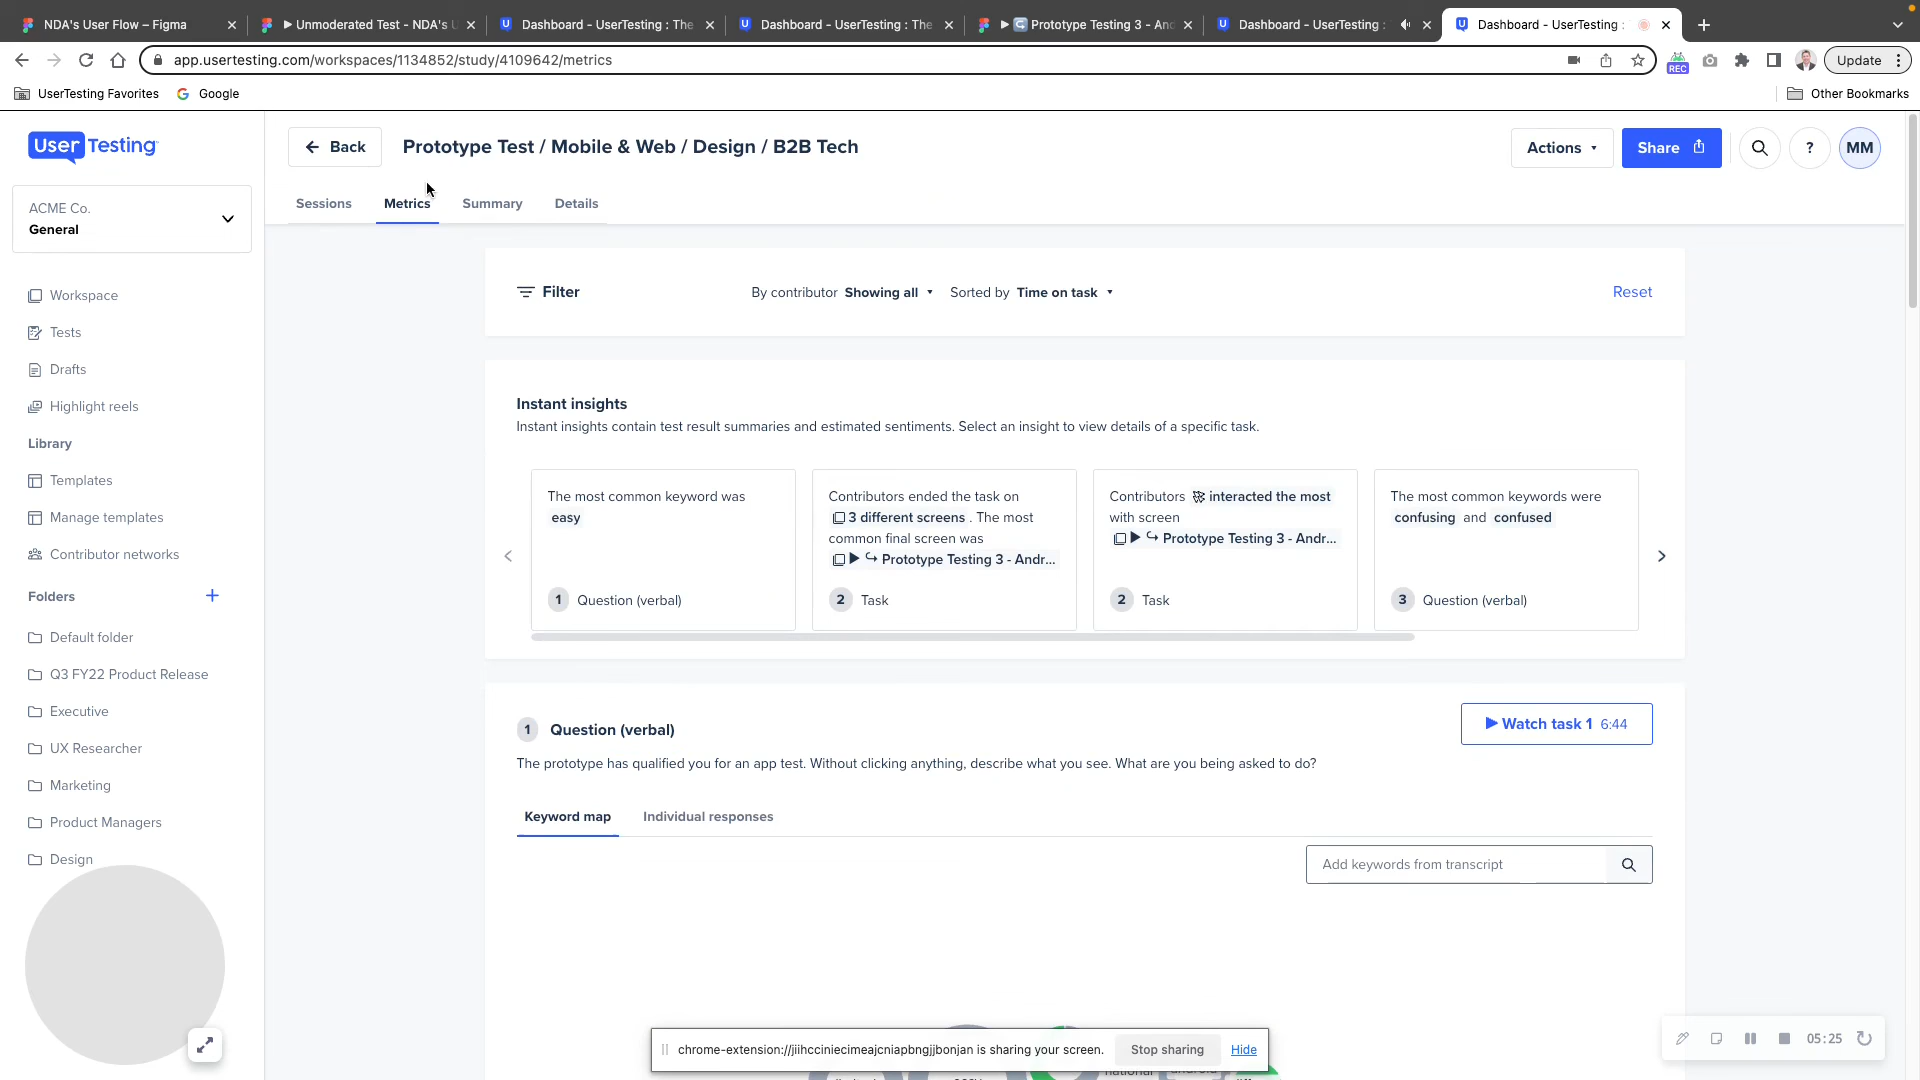 NDA's User Flow – Figma
Unmoderated Test - NDA's U
Dashboard - UserTesting : The
Dashboard - UserTesting : The
Prototype Testing 3 - And
Dashboard - UserTesting :
Dashboard - UserTesting :
app.usertesting.com/workspaces/1134852/study/4109642/metrics
REC
Update
UserTesting Favorites
Google
Other Bookmarks
UserTesting
Back
Prototype Test / Mobile & Web / Design / B2B Tech
Actions
Share
?
MM
ACME Co.
General
Sessions
Metrics
Summary
Details
Workspace
Tests
Drafts
Highlight reels
Library
Templates
Manage templates
Contributor networks
Folders
Default folder
Q3 FY22 Product Release
Executive
UX Researcher
Marketing
Product Managers
Design
Filter
By contributor Showing all
Sorted by Time on task
Reset
Instant insights
Instant insights contain test result summaries and estimated sentiments. Select an insight to view details of a specific task.
The most common keyword was
easy
1 Question (verbal)
Contributors ended the task on
3 different screens . The most
common final screen was
Prototype Testing 3 - Andr...
2 Task
Contributors interacted the most
with screen
Prototype Testing 3 - Andr...
2 Task
The most common keywords were
confusing and confused
3 Question (verbal)
1 Question (verbal)
Watch task 1 6:44
The prototype has qualified you for an app test. Without clicking anything, describe what you see. What are you being asked to do?
Keyword map
Individual responses
Add keywords from transcript
chrome-extension://jiihcciniecimeajcniapbngjjbonjan is sharing your screen.
Stop sharing
Hide
national
05:25